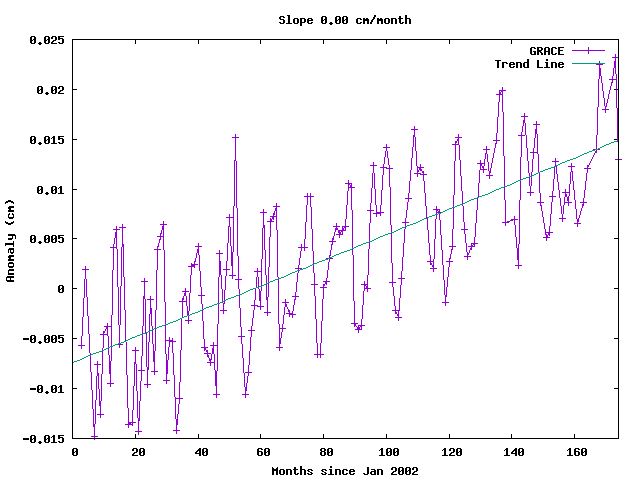 Slope 0.00 cm/month
0.025
0.02
0.015
0.01
0.005
0
-0.005
-0.01
-0.015
Anomaly (cm)
GRACE
Trend Line
0 20 40 60 80 100 120 140 160
Months since Jan 2002